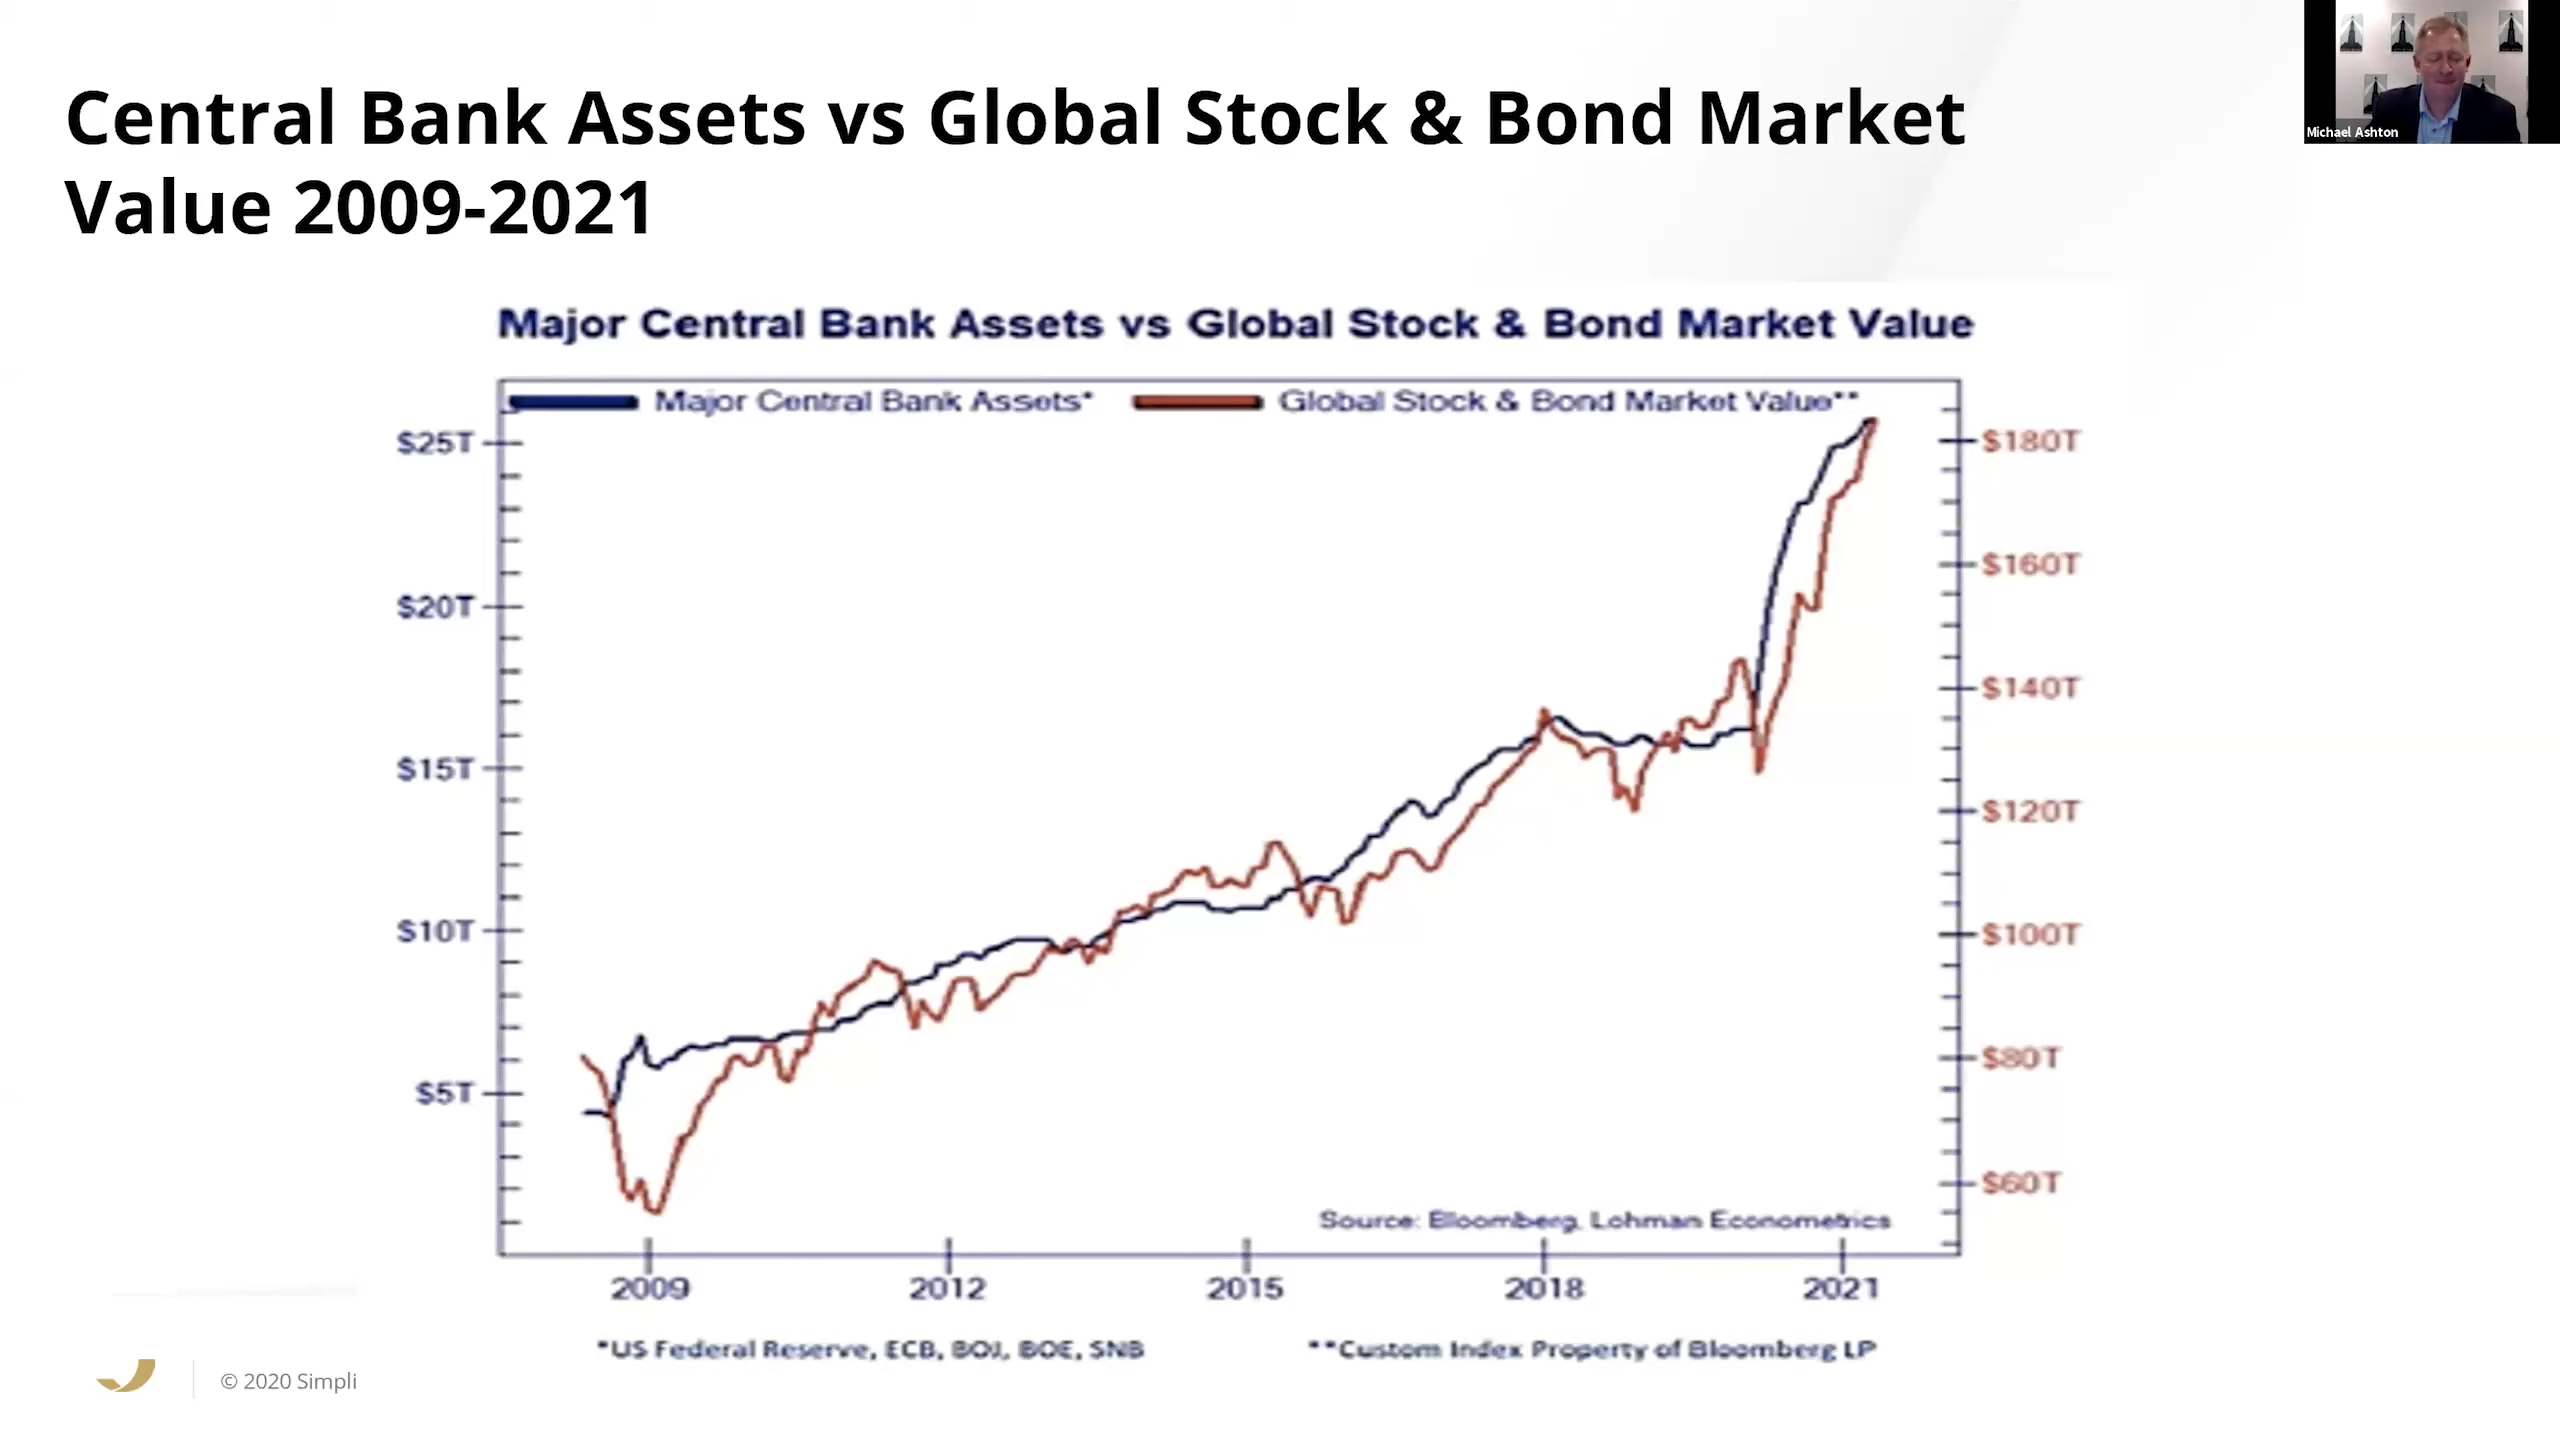 Central Bank Assets vs Global Stock & Bond Market
Value 2009-2021
Michael Ashton
Major Central Bank Assets vs Global Stock & Bond Market Value
Major Central Bank Assets*
Global Stock & Bond Market Value**
$25T
$20T
$15T
$10T
$5T
$180T
$160T
$140T
$120T
$100T
$80T
$60T
Source: Bloomberg, Lohman Econometrics
2009
2012
2015
2018
2021
*US Federal Reserve, ECB, BOJ, BOE, SNB
**Custom Index Property of Bloomberg LP
© 2020 Simpli